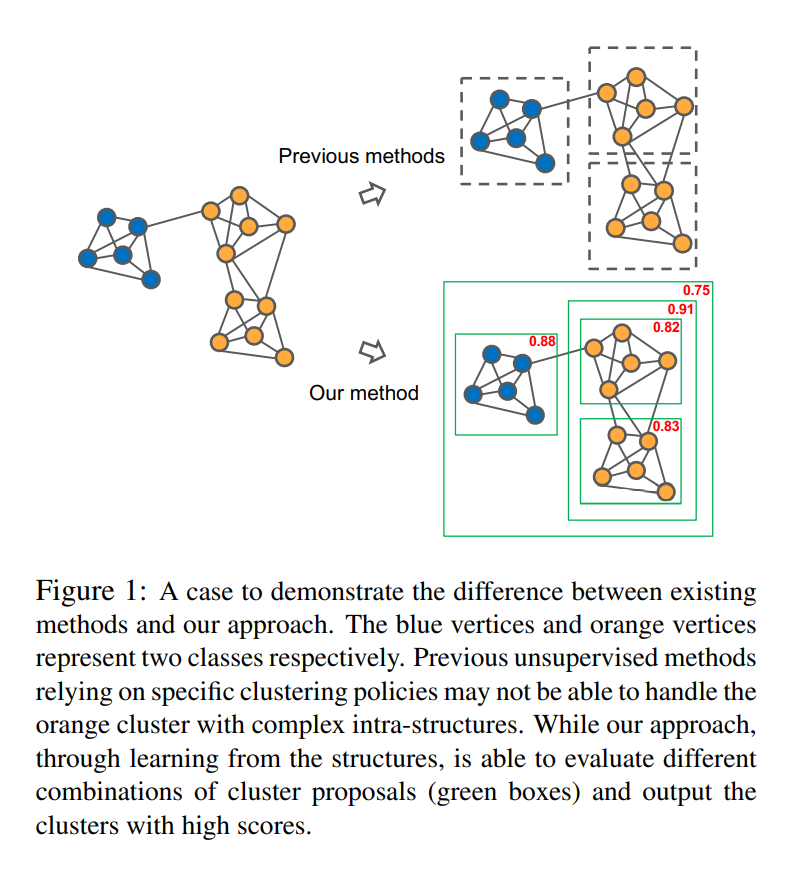 Previous methods
Our method
0.75
0.91
0.82
0.88
0.83
Figure 1: A case to demonstrate the difference between existing
methods and our approach. The blue vertices and orange vertices
represent two classes respectively. Previous unsupervised methods
relying on specific clustering policies may not be able to handle the
orange cluster with complex intra-structures. While our approach,
through learning from the structures, is able to evaluate different
combinations of cluster proposals (green boxes) and output the
clusters with high scores.